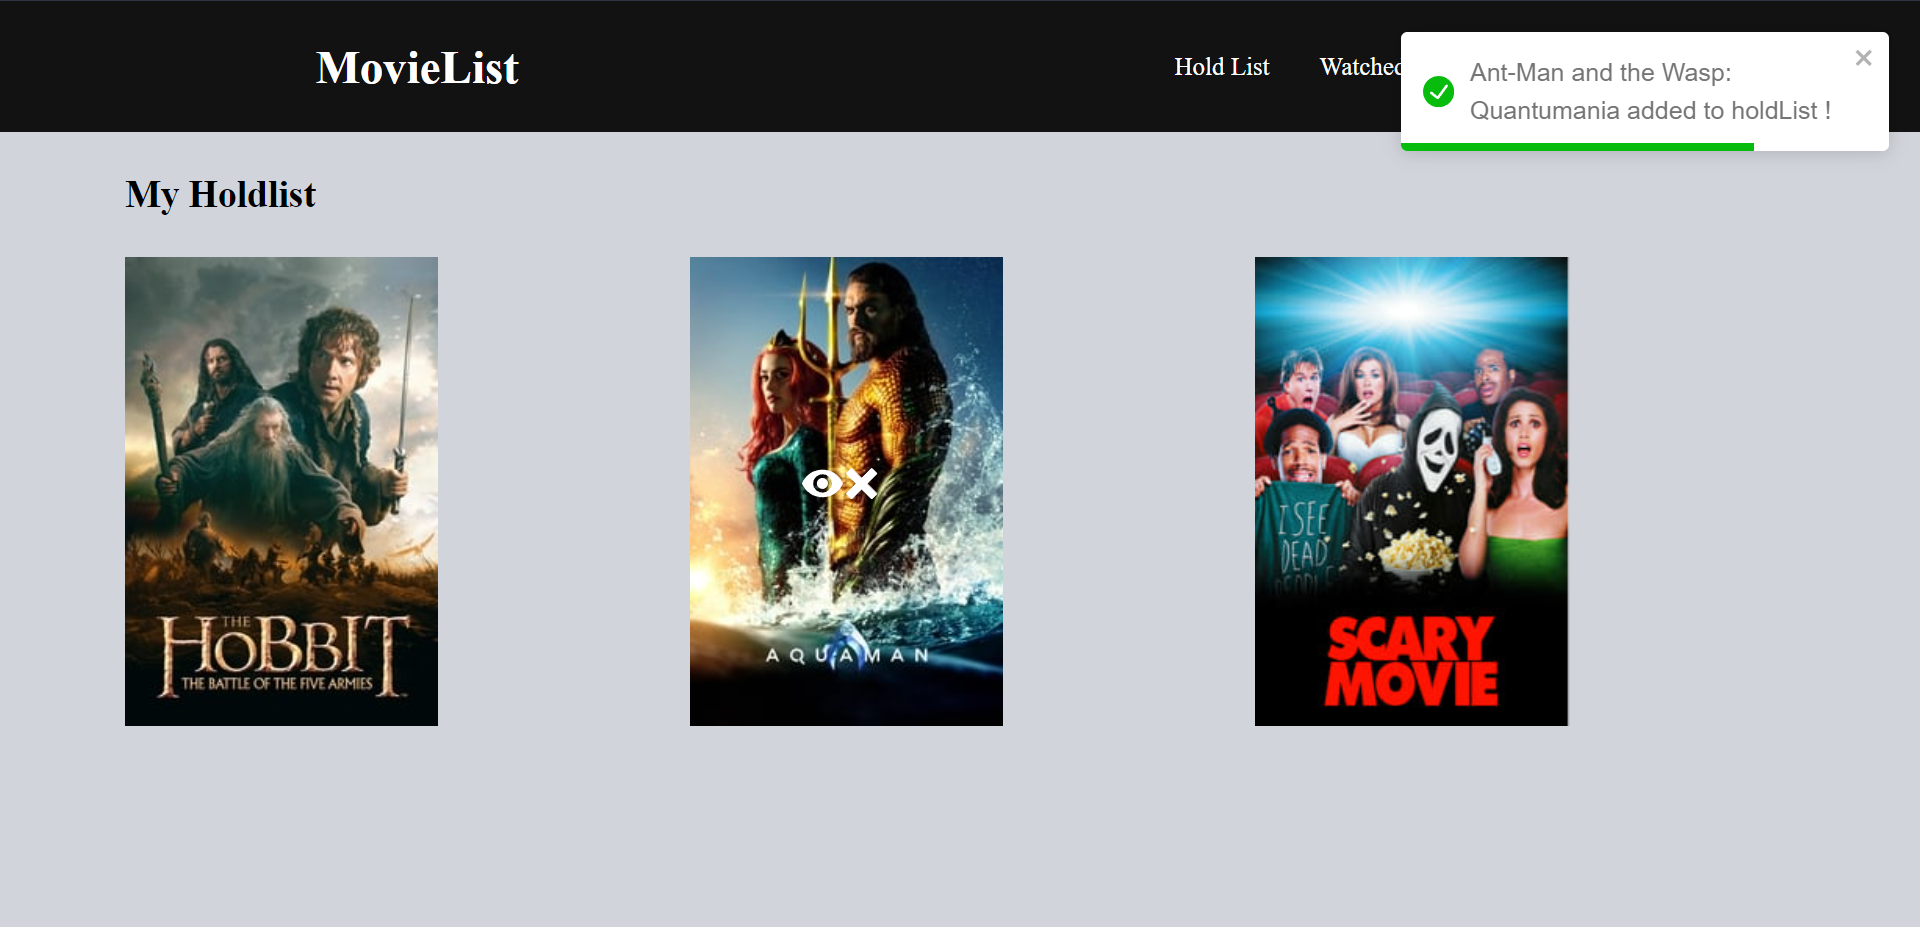 MovieList
Hold List
Watched
Ant-Man and the Wasp:
Quantumania added to holdList !
My Holdlist
THE
HOBBIT
THE BATTLE OF THE FIVE ARMIES
AQUAMAN
I SEE
DEAD
PEOPLE
SCARY
MOVIE